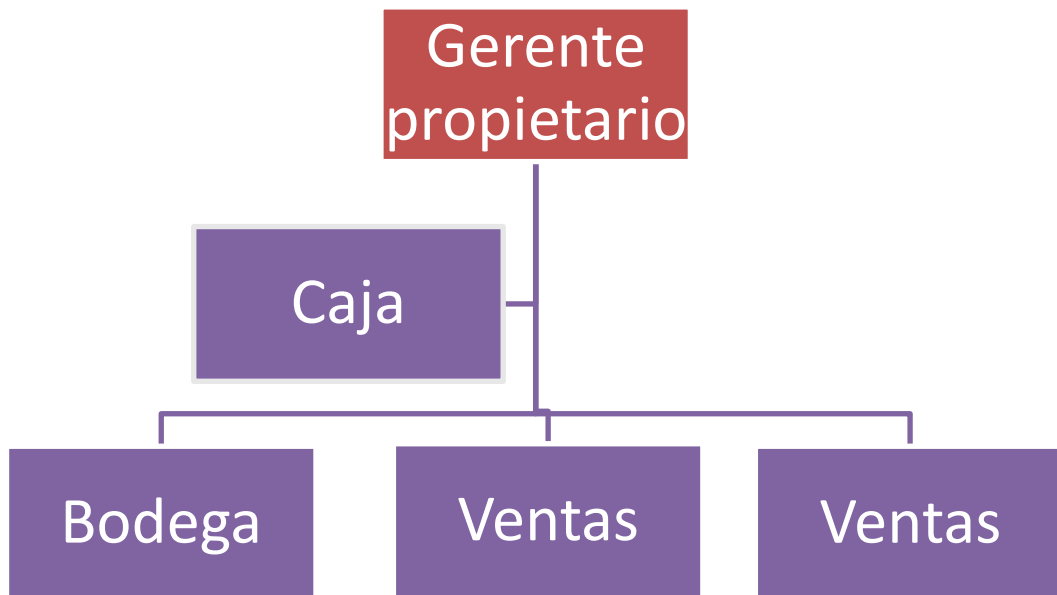 Gerente
propietario
Caja
Bodega
Ventas
Ventas